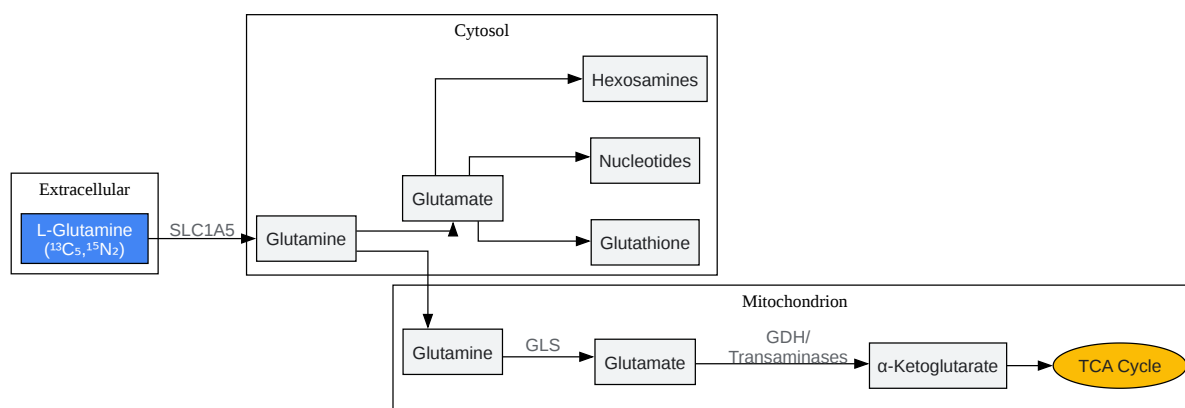 Cytosol
Hexosamines
Nucleotides
Extracellular
Glutamate
L-Glutamine
(¹³C₅,¹⁵N₂)
SLC1A5
Glutamine
Glutathione
Mitochondrion
Glutamine
GLS
Glutamate
GDH/
Transaminases
α-Ketoglutarate
TCA Cycle